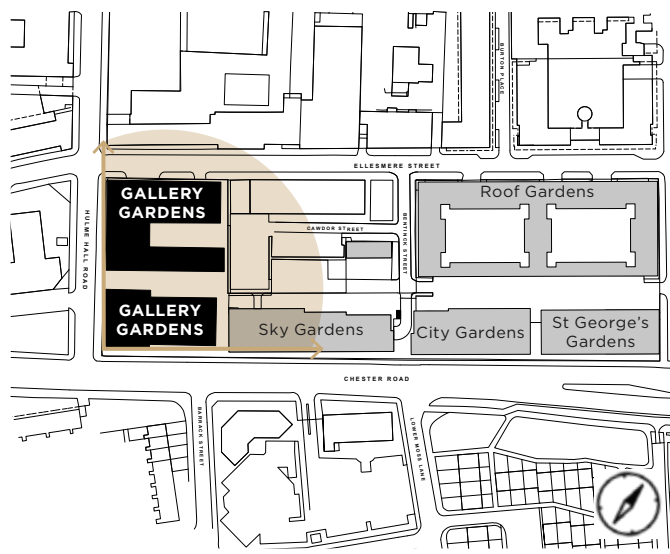 BURTON PLACE
ELLESMERE STREET
GALLERY
GARDENS
Roof Gardens
HULME HALL ROAD
CAWDOR STREET
BENTINCK STREET
GALLERY
GARDENS
Sky Gardens
City Gardens
St George's
Gardens
CHESTER ROAD
BARRACK STREET
LOWER MOSS LANE